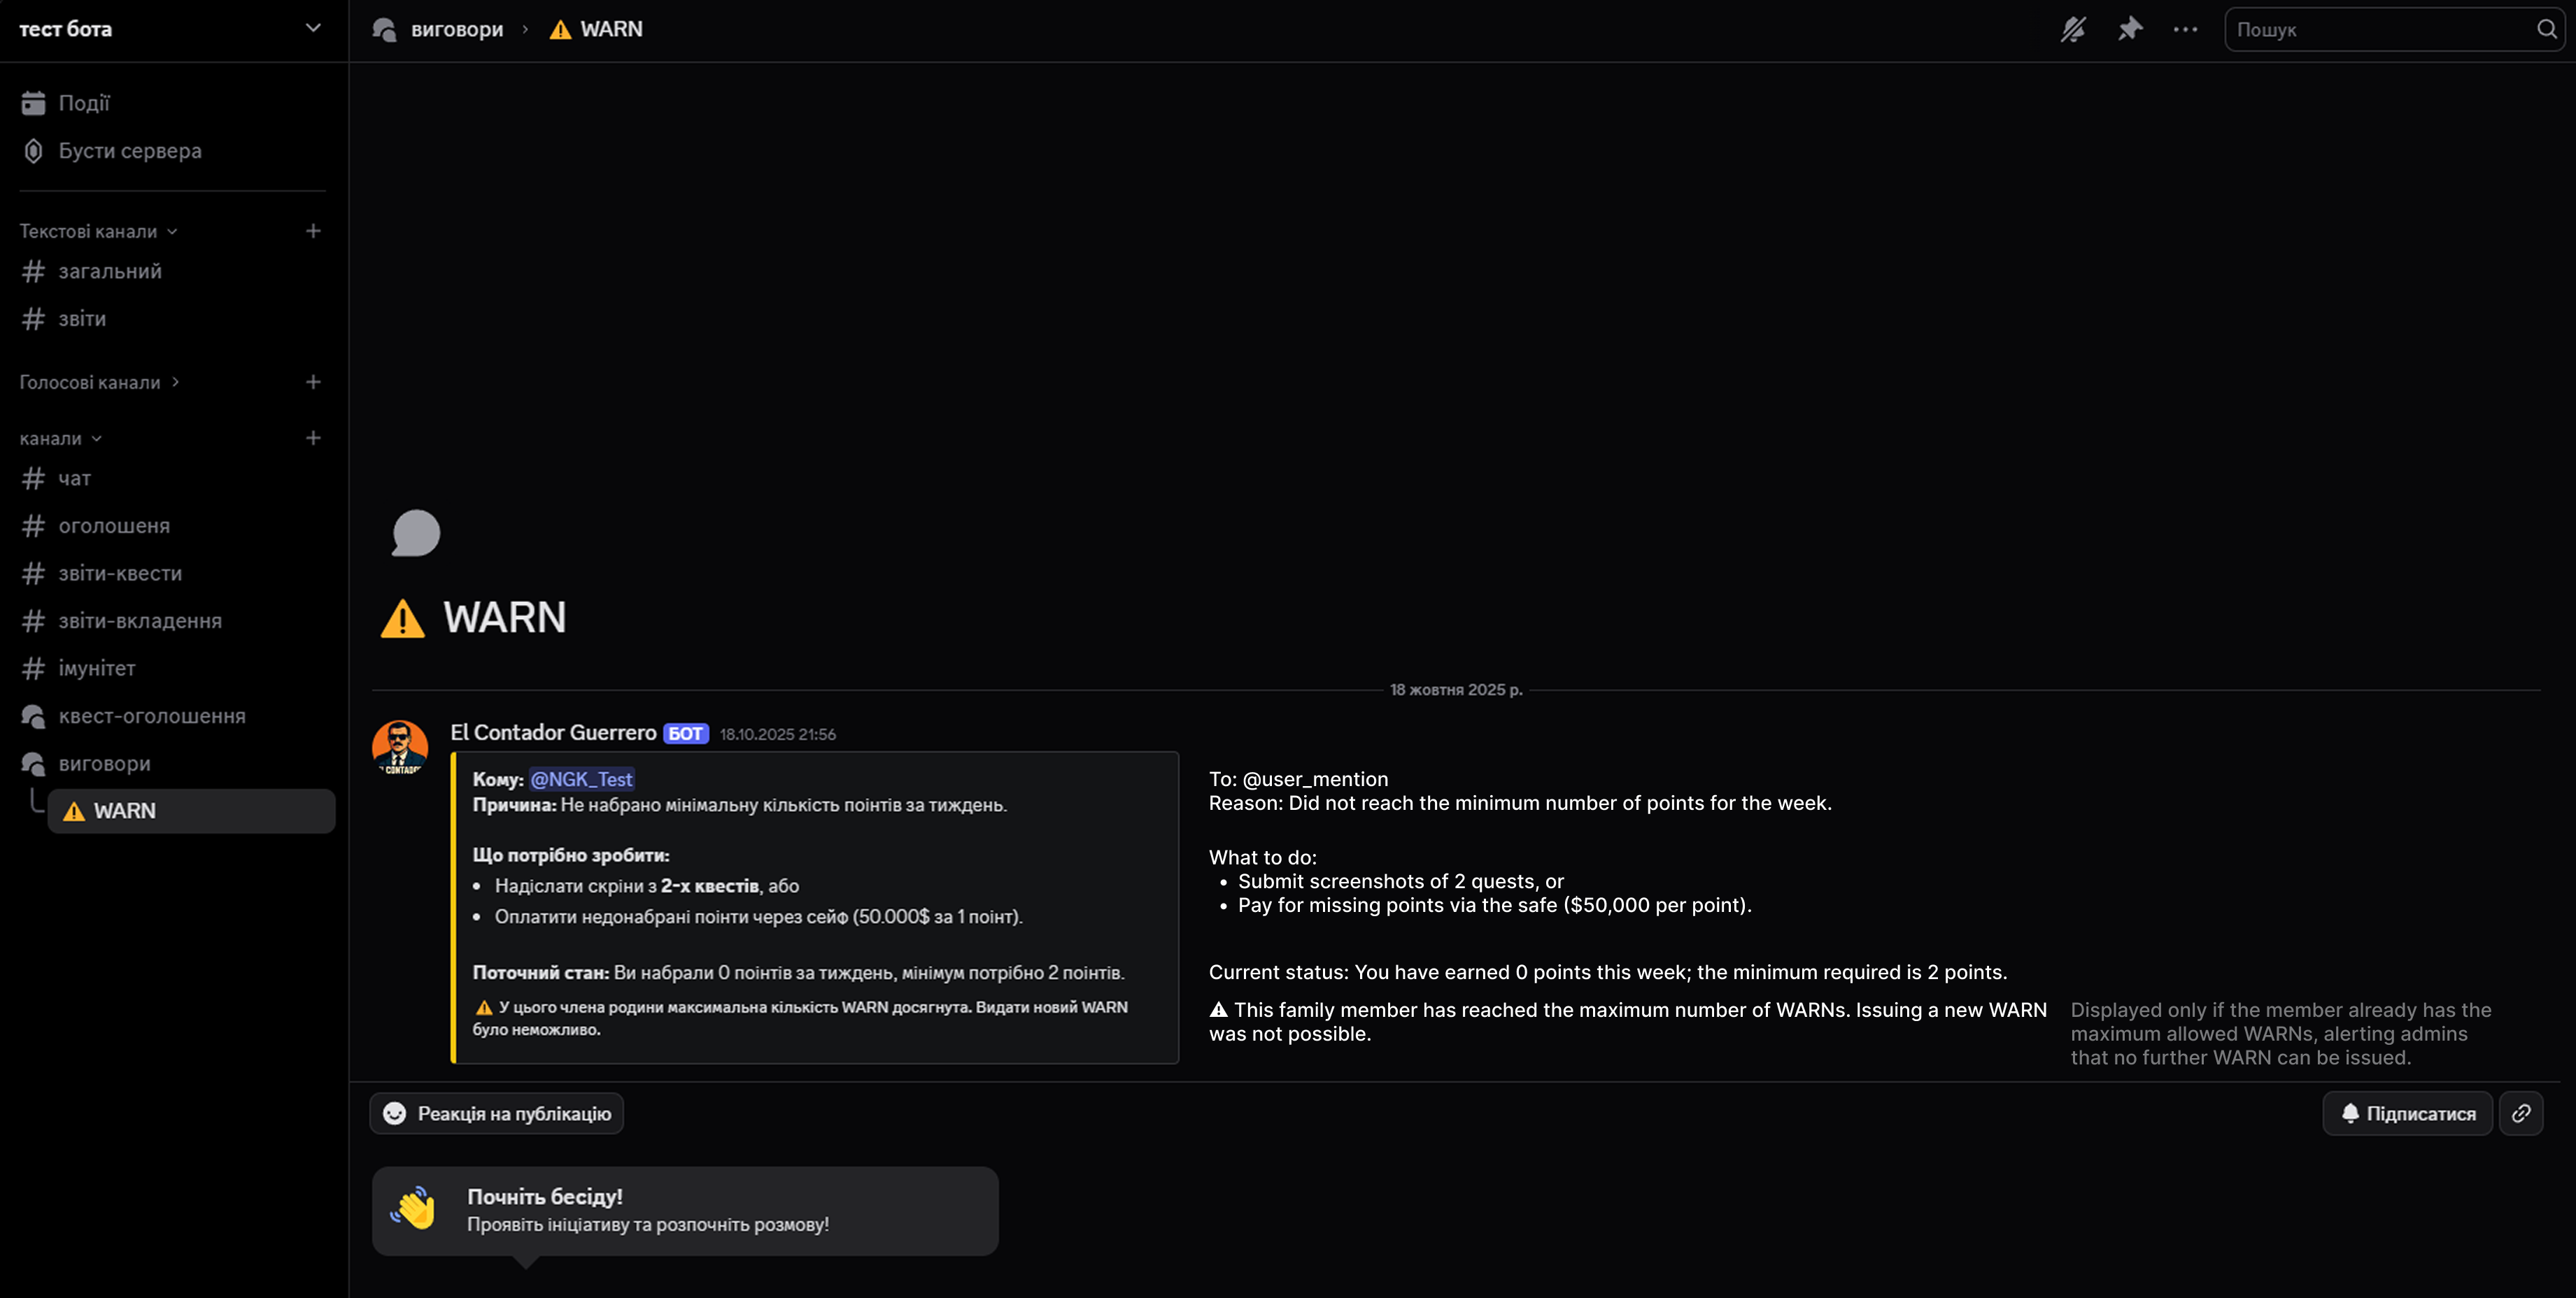 тест бота
Події
Бусти сервера
Текстові канали
загальний
звіти
Голосові канали
канали
чат
оголошеня
звіти-квести
звіти-вкладення
імунітет
квест-оголошення
виговори
⚠️ WARN
виговори › ⚠️ WARN
Пошук
⚠️ WARN
18 жовтня 2025 р.
EL CONTADOR
El Contador Guerrero БОТ 18.10.2025 21:56
Кому: @NGK_Test
Причина: Не набрано мінімальну кількість поінтів за тиждень.
Що потрібно зробити:
• Надіслати скріни з 2-х квестів, або
• Оплатити недонабрані поінти через сейф (50.000$ за 1 поінт).
Поточний стан: Ви набрали 0 поінтів за тиждень, мінімум потрібно 2 поінтів.
⚠️ У цього члена родини максимальна кількість WARN досягнута. Видати новий WARN
було неможливо.
To: @user_mention
Reason: Did not reach the minimum number of points for the week.
What to do:
• Submit screenshots of 2 quests, or
• Pay for missing points via the safe ($50,000 per point).
Current status: You have earned 0 points this week; the minimum required is 2 points.
⚠ This family member has reached the maximum number of WARNs. Issuing a new WARN
was not possible.
Displayed only if the member already has the
maximum allowed WARNs, alerting admins
that no further WARN can be issued.
Реакція на публікацію
Підписатися
Почніть бесіду!
Проявіть ініціативу та розпочніть розмову!